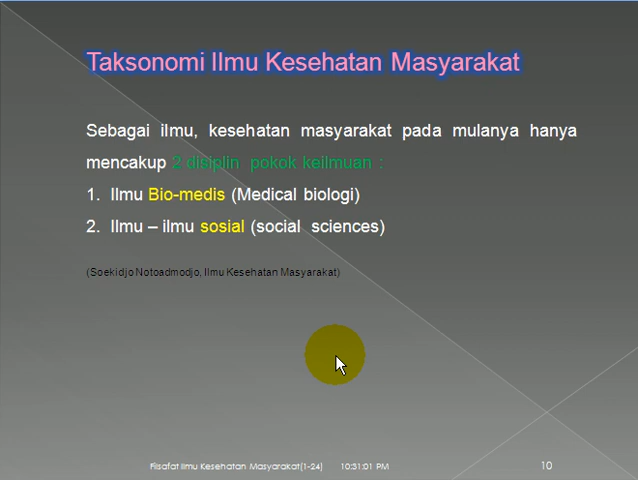 Taksonomi Ilmu Kesehatan Masyarakat
Sebagai ilmu, kesehatan masyarakat pada mulanya hanya
mencakup 2 disiplin pokok keilmuan :
1. Ilmu Bio-medis (Medical biologi)
2. Ilmu – ilmu sosial (social sciences)
(Soekidjo Notoadmodjo, Ilmu Kesehatan Masyarakat)
Flisafat Ilmu Kesehatan Masyarakat(1-24) 10:31:01 PM 10